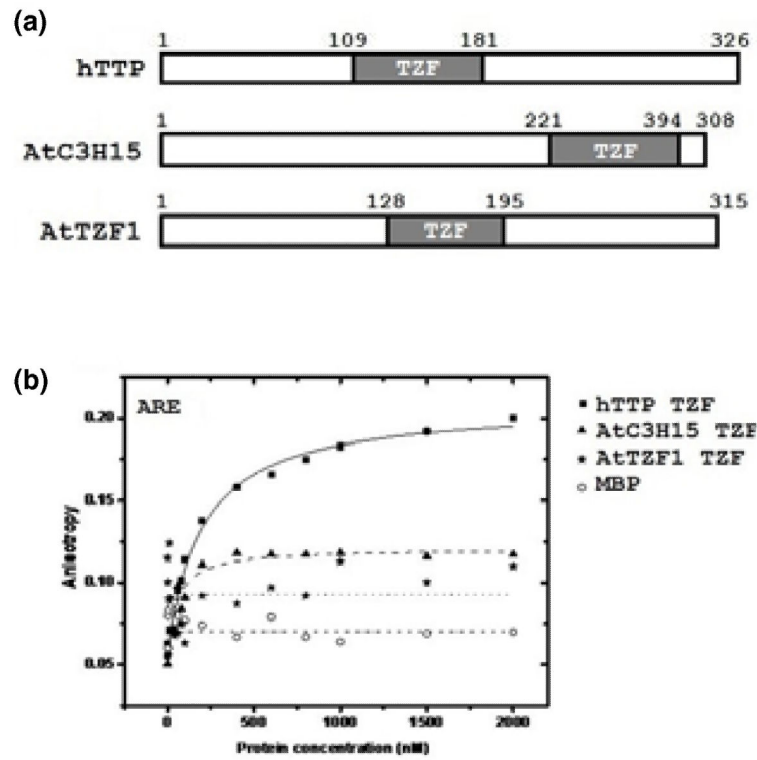 (a)
1 109 181 326
hTTP TZF
1 221 394 308
AtC3H15 TZF
1 128 195 315
AtTZF1 TZF
(b)
ARE
hTTP TZF
AtC3H15 TZF
AtTZF1 TZF
MBP
0.20
0.15
0.10
0.05
Anisotropy
0 500 1000 1500 2000
Protein concentration (nM)